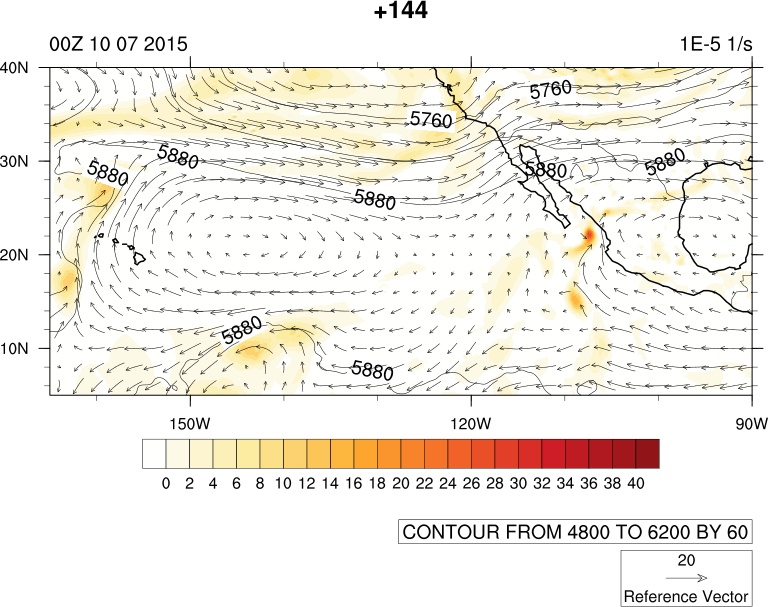 +144
00Z 10 07 2015 1E-5 1/s
40N
5760
5760
30N 5880 5880 5880
5880
5880
20N
5880
10N
5880
150W 120W 90W
0 2 4 6 8 10 12 14 16 18 20 22 24 26 28 30 32 34 36 38 40
CONTOUR FROM 4800 TO 6200 BY 60
20
Reference Vector